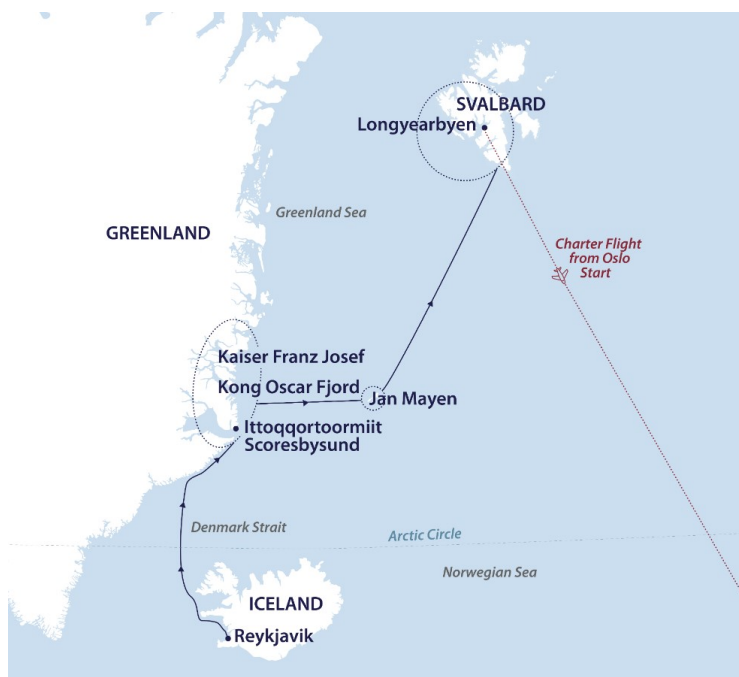 SVALBARD
Longyearbyen
Greenland Sea
GREENLAND
Charter Flight
from Oslo
Start
Kaiser Franz Josef
Kong Oscar Fjord
Jan Mayen
Ittoqqortoormiit
Scoresbysund
Denmark Strait
Arctic Circle
Norwegian Sea
ICELAND
Reykjavik